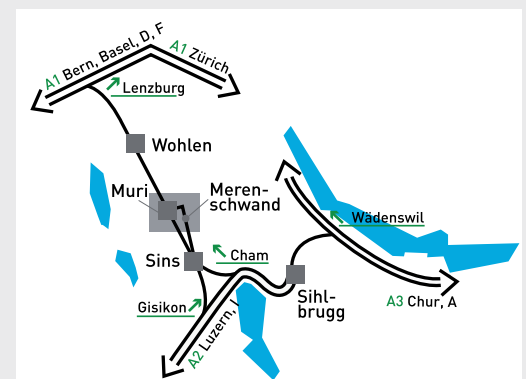 A1 Bern, Basel, D, F
A1 Zürich
Lenzburg
Wohlen
Muri
Meren-
schwand
Wädenswil
Sins
Cham
Sihl-
brugg
Gisikon
A2 Luzern, I
A3 Chur, A